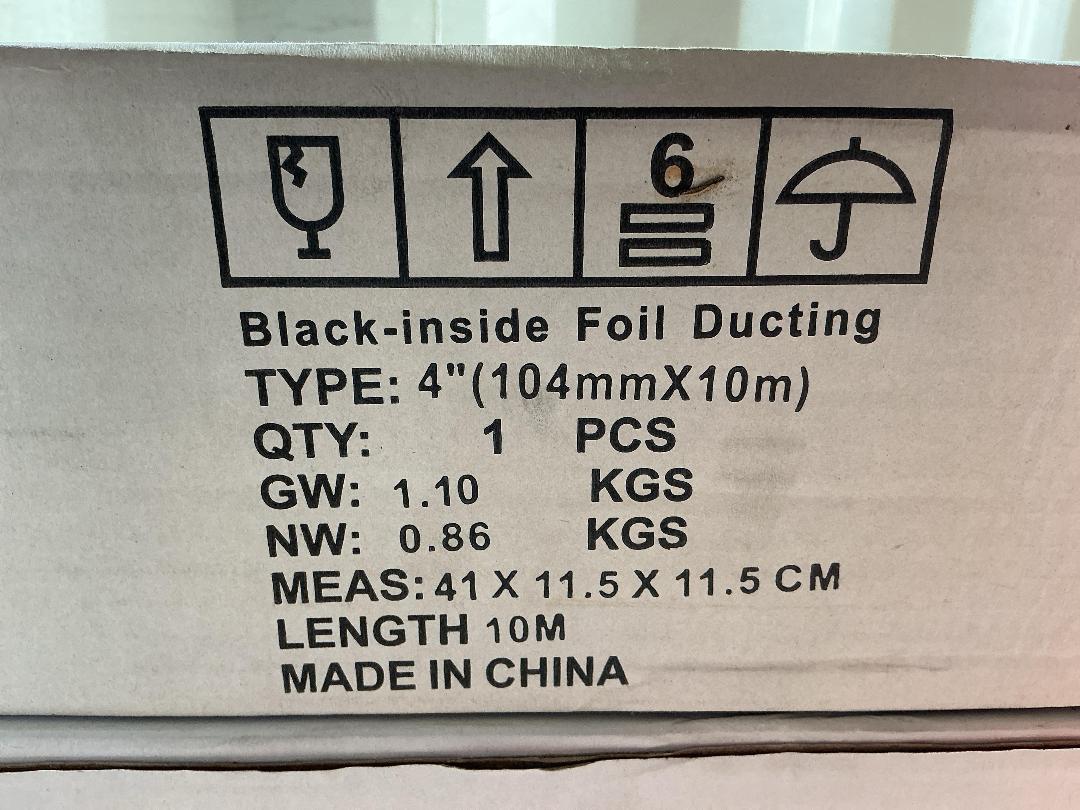 6
Black-inside Foil Ducting
TYPE: 4"(104mmX10m)
QTY: 1 PCS
GW: 1.10 KGS
NW: 0.86 KGS
MEAS: 41 X 11.5 X 11.5 CM
LENGTH 10M
MADE IN CHINA